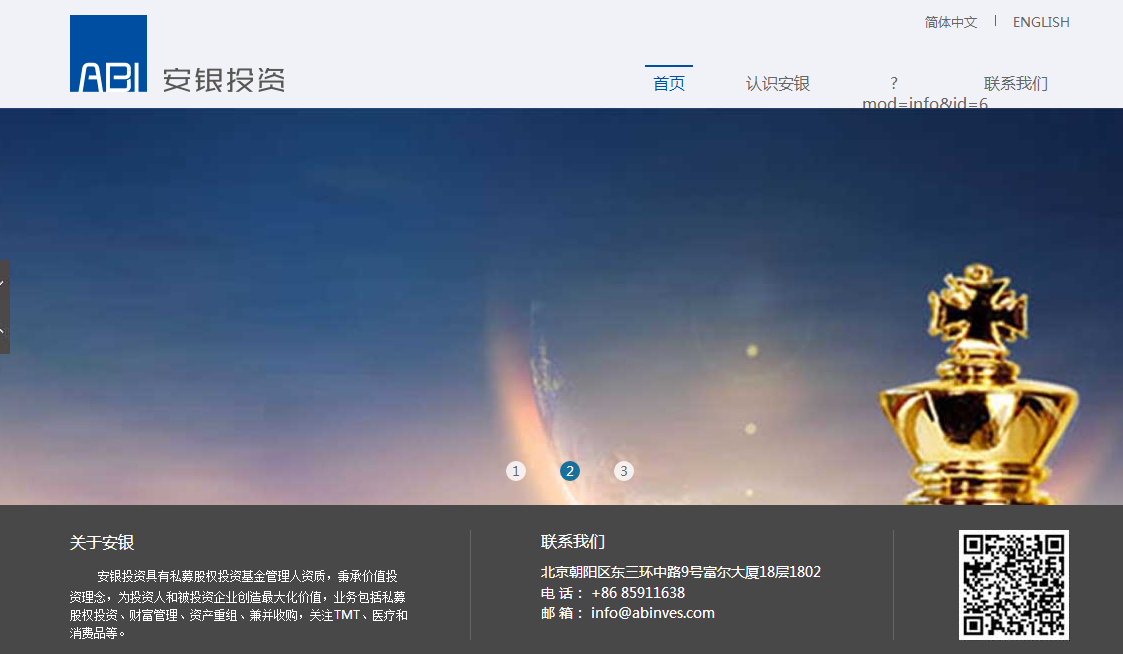 简体中文 | ENGLISH
ABI 安银投资
首页 认识安银 ? 联系我们
mod=info&id=6
1 2 3
关于安银
安银投资具有私募股权投资基金管理人资质，秉承价值投
资理念，为投资人和被投资企业创造最大化价值，业务包括私募
股权投资、财富管理、资产重组、兼并收购，关注TMT、医疗和
消费品等。
联系我们
北京朝阳区东三环中路9号富尔大厦18层1802
电 话： +86 85911638
邮 箱： info@abinves.com